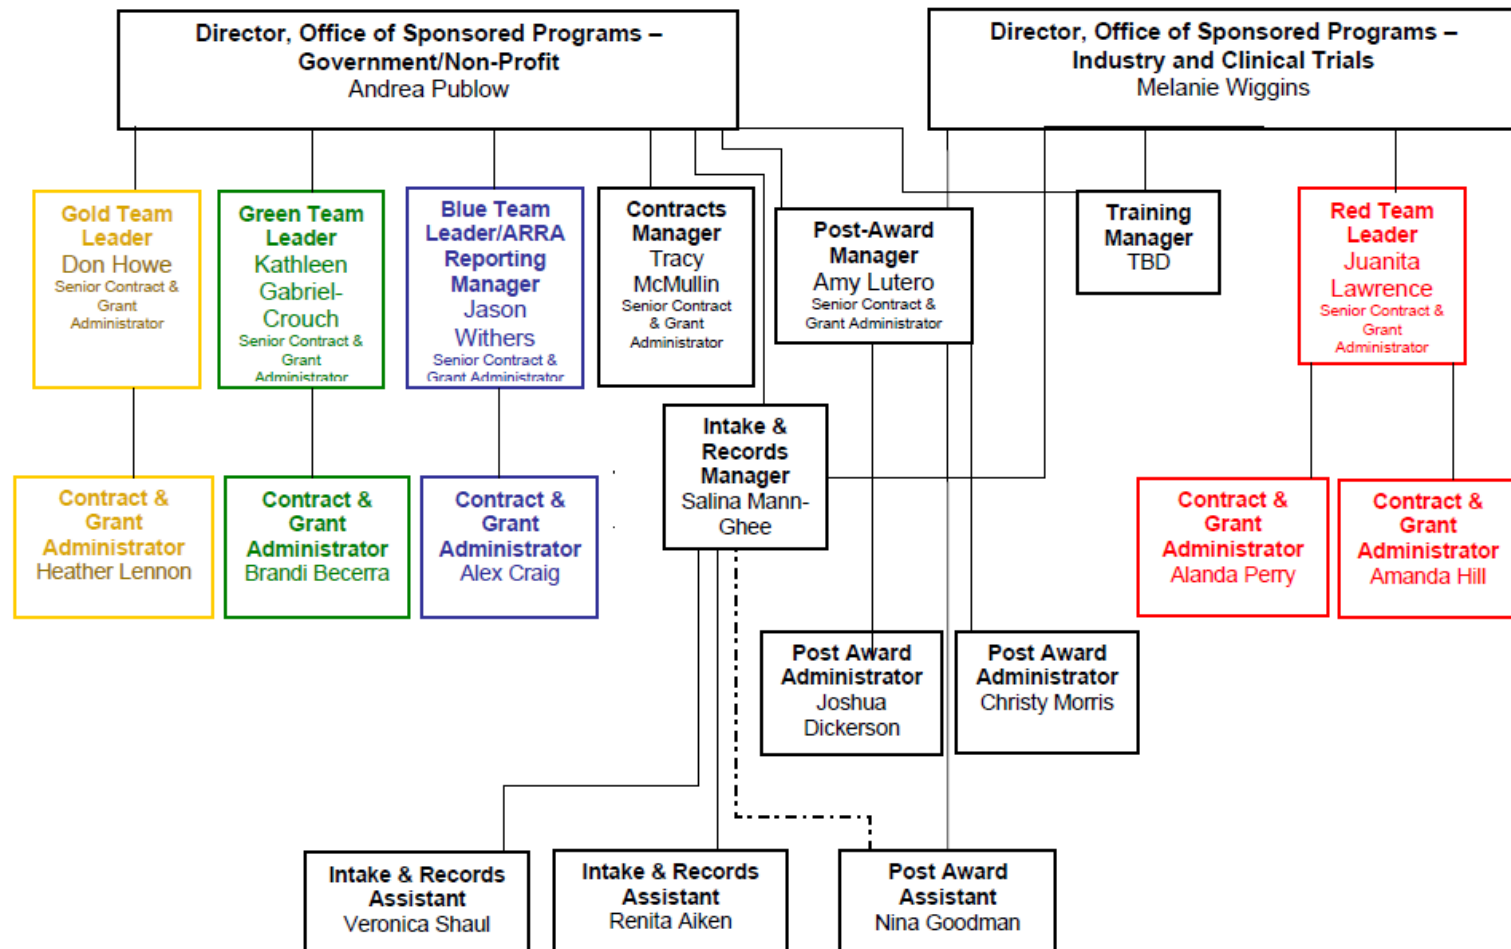 Director, Office of Sponsored Programs –
Government/Non-Profit
Andrea Publow
Director, Office of Sponsored Programs –
Industry and Clinical Trials
Melanie Wiggins
Gold Team
Leader
Don Howe
Senior Contract &
Grant
Administrator
Green Team
Leader
Kathleen
Gabriel-
Crouch
Senior Contract &
Grant
Administrator
Blue Team
Leader/ARRA
Reporting
Manager
Jason
Withers
Senior Contract &
Grant Administrator
Contracts
Manager
Tracy
McMullin
Senior Contract
& Grant
Administrator
Post-Award
Manager
Amy Lutero
Senior Contract &
Grant Administrator
Training
Manager
TBD
Red Team
Leader
Juanita
Lawrence
Senior Contract &
Grant
Administrator
Intake &
Records
Manager
Salina Mann-
Ghee
Contract &
Grant
Administrator
Heather Lennon
Contract &
Grant
Administrator
Brandi Becerra
Contract &
Grant
Administrator
Alex Craig
Contract &
Grant
Administrator
Alanda Perry
Contract &
Grant
Administrator
Amanda Hill
Post Award
Administrator
Joshua
Dickerson
Post Award
Administrator
Christy Morris
Intake & Records
Assistant
Veronica Shaul
Intake & Records
Assistant
Renita Aiken
Post Award
Assistant
Nina Goodman